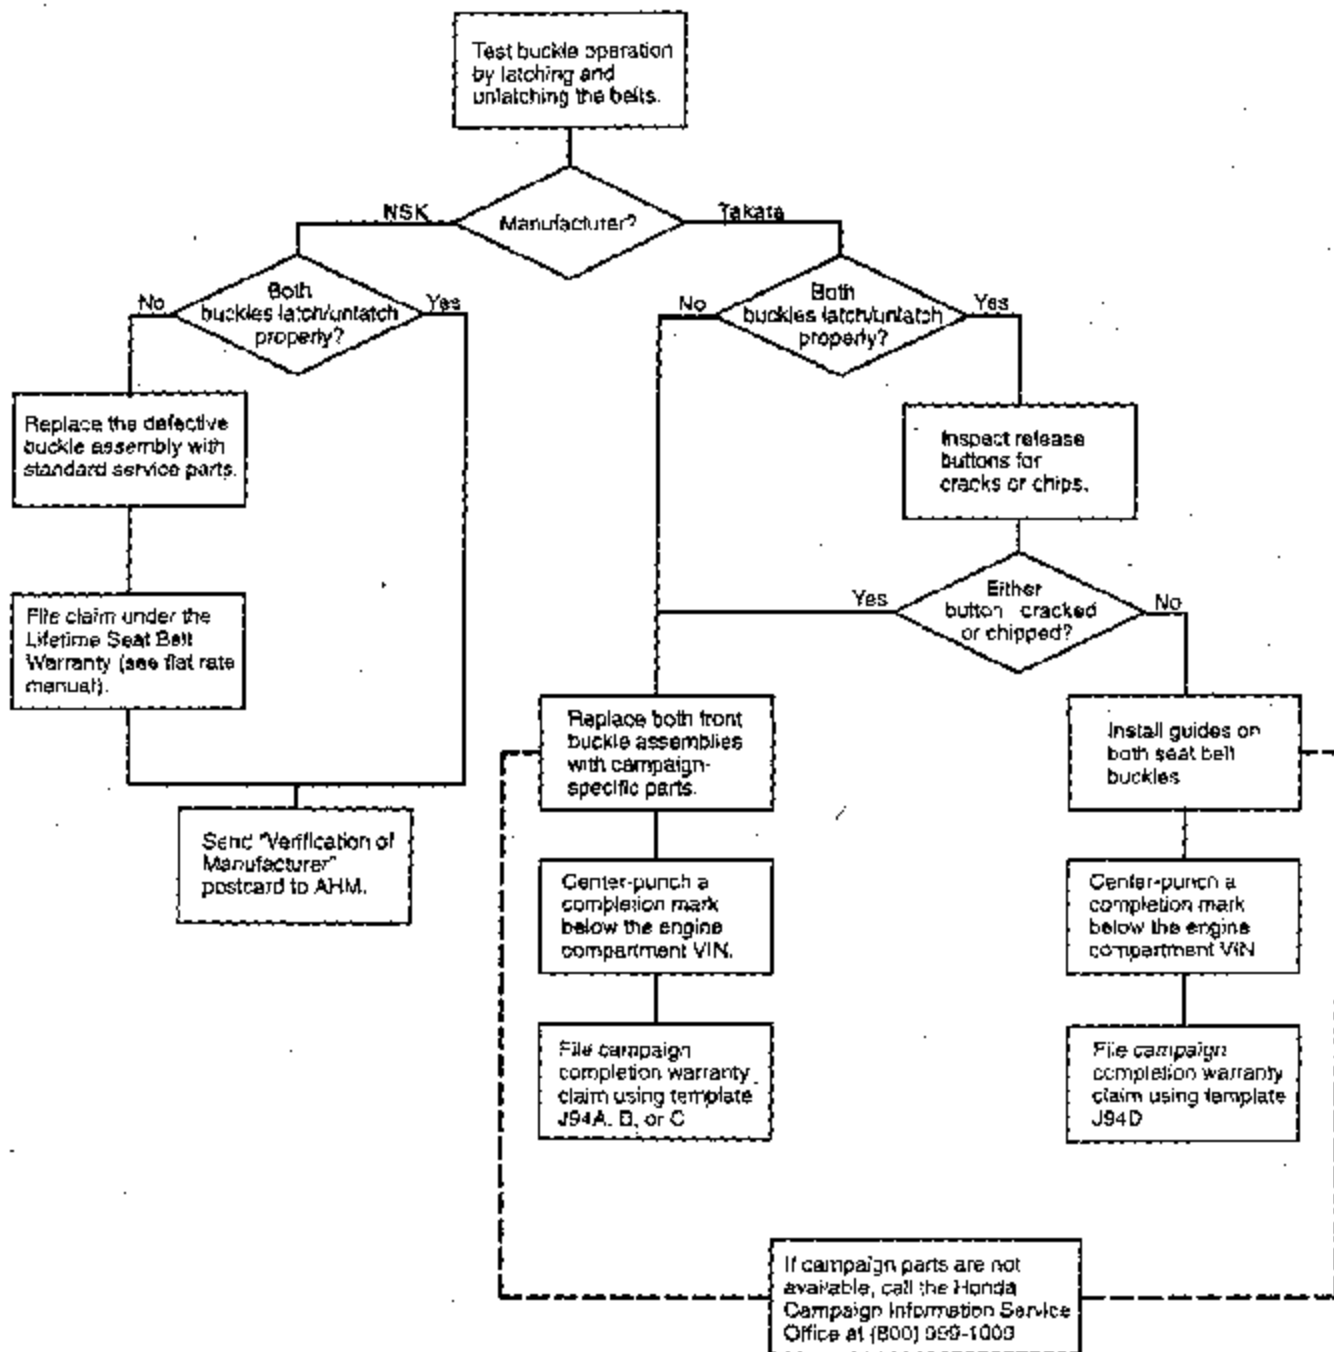 Test buckle operation
by latching and
unlatching the belts.
Manufacturer?
NSK
Takata
Both
buckles latch/unlatch
properly?
No
Yes
Both
buckles latch/unlatch
properly?
No
Yes
Replace the defective
buckle assembly with
standard service parts.
Inspect release
buttons for
cracks or chips.
File claim under the
Lifetime Seat Belt
Warranty (see flat rate
manual).
Either
button cracked
or chipped?
Yes
No
Replace both front
buckle assemblies
with campaign-
specific parts.
Install guides on
both seat belt
buckles
Send "Verification of
Manufacturer"
postcard to AHM.
Center-punch a
completion mark
below the engine
compartment VIN.
Center-punch a
completion mark
below the engine
compartment VIN
File campaign
completion warranty
claim using template
J94A, B, or C
File campaign
completion warranty
claim using template
J94D
If campaign parts are not
available, call the Honda
Campaign Information Service
Office at (800) 999-1009